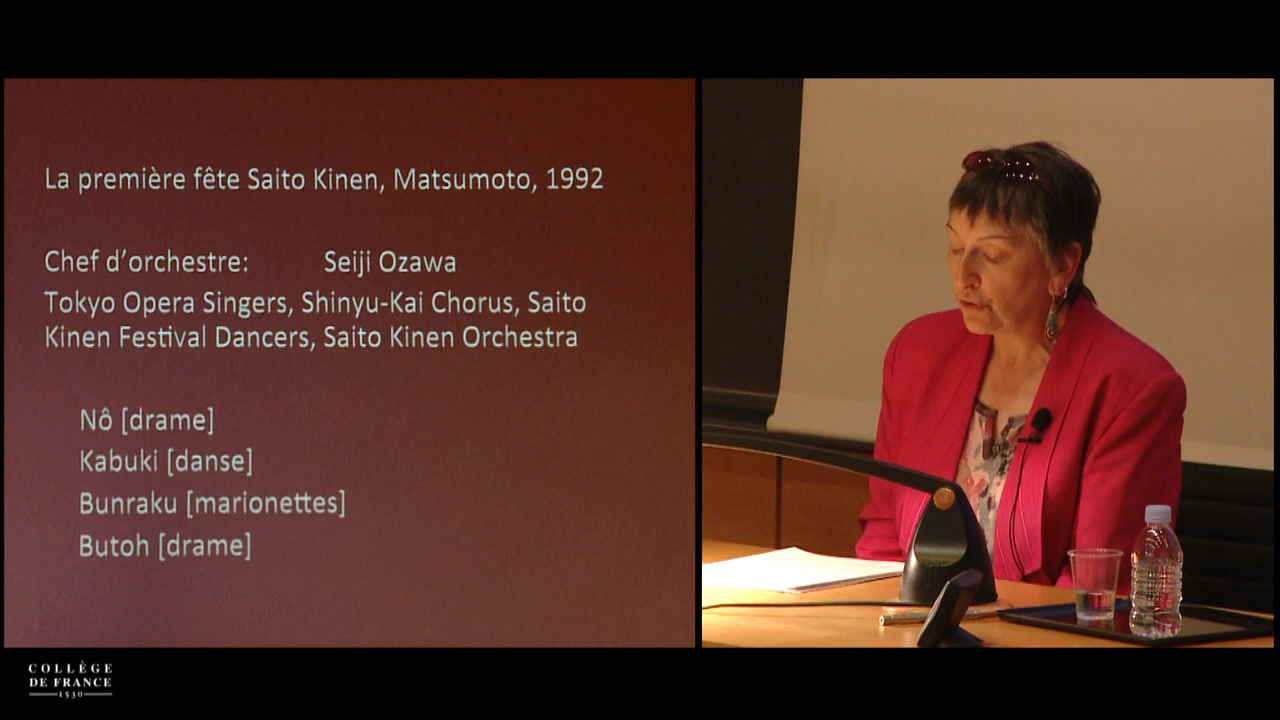 La première fête Saito Kinen, Matsumoto, 1992
Chef d'orchestre: Seiji Ozawa
Tokyo Opera Singers, Shinyu-Kai Chorus, Saito
Kinen Festival Dancers, Saito Kinen Orchestra
Nô [drame]
Kabuki [danse]
Bunraku [marionettes]
Butoh [drame]
COLLÈGE
DE FRANCE
1530